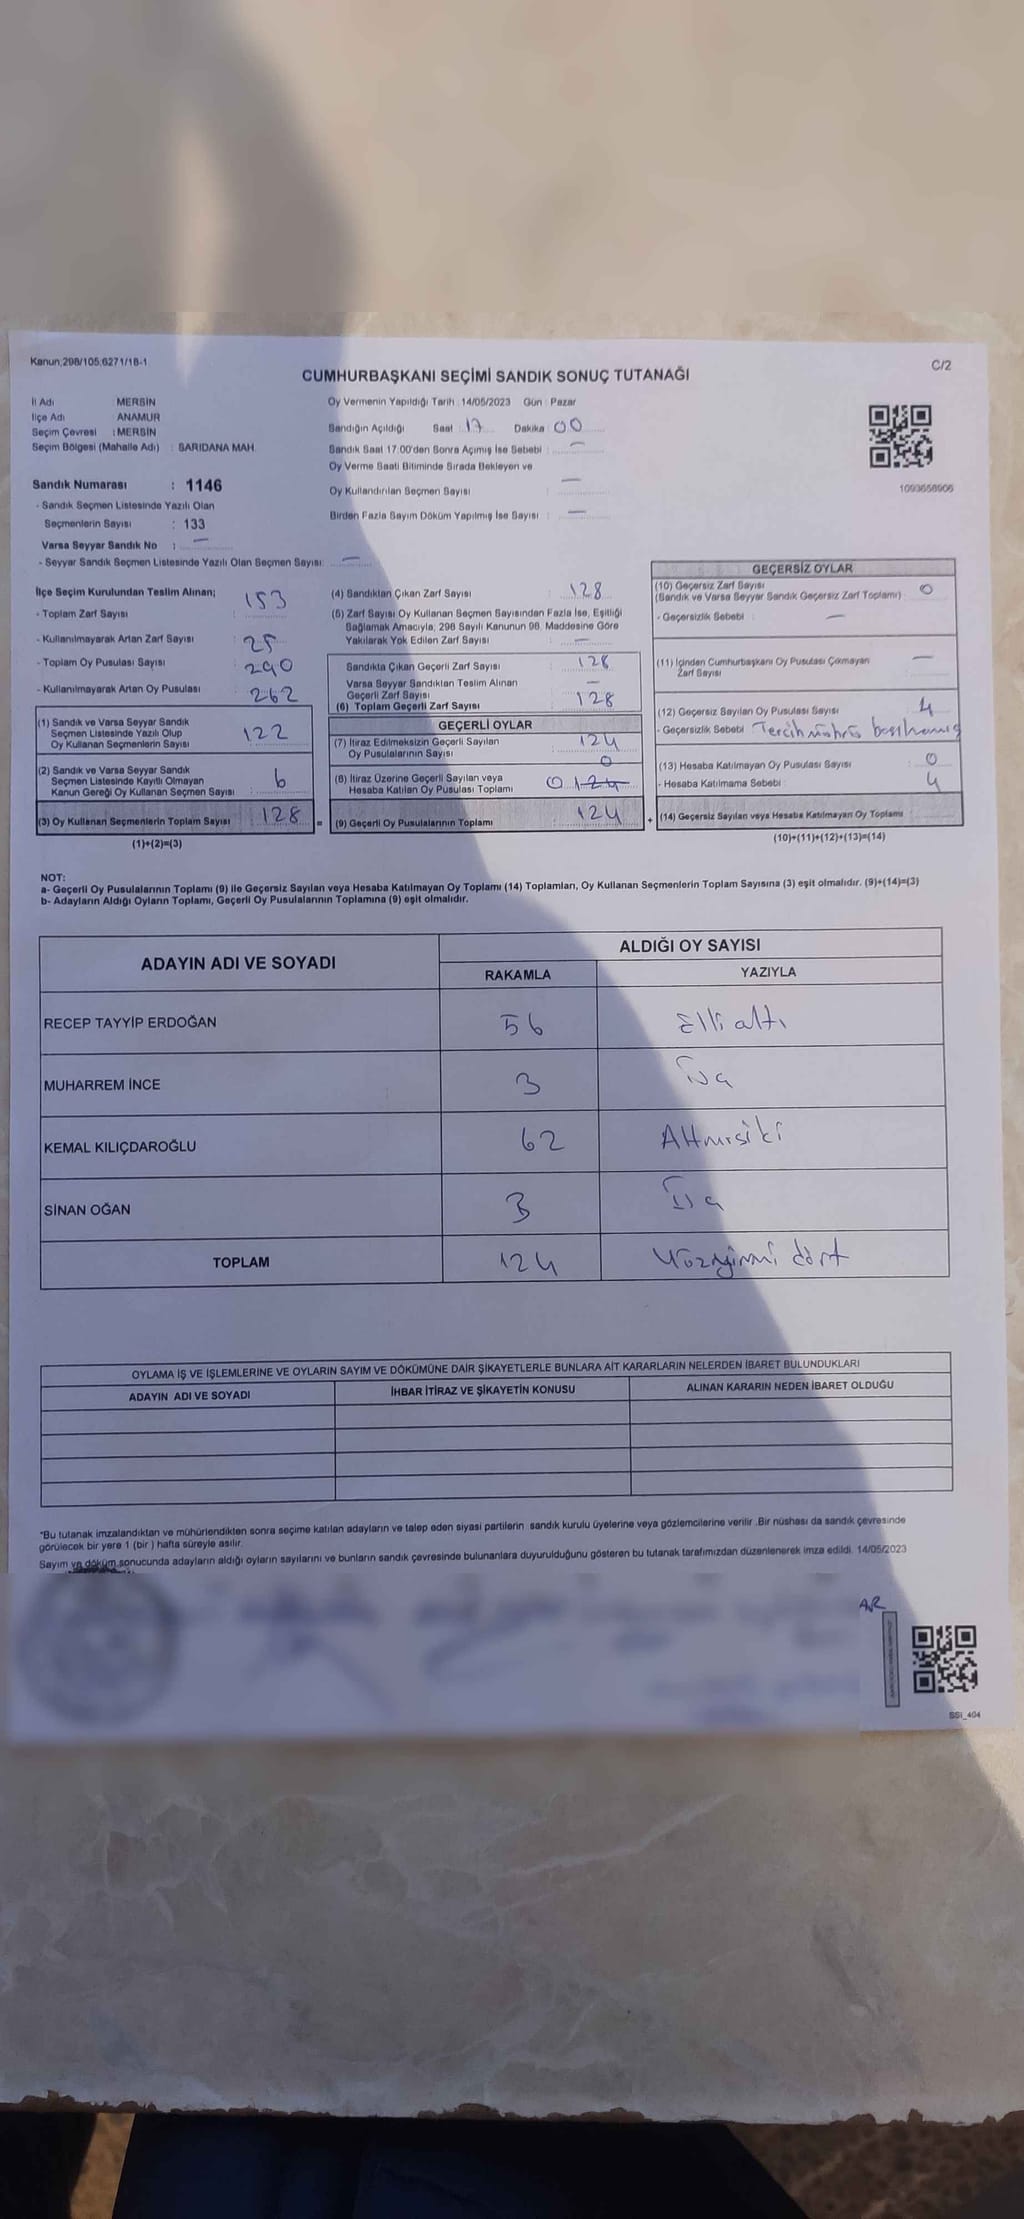 Kanun;298/105;6271/18-1
C/2
CUMHURBAŞKANI SEÇİMİ SANDIK SONUÇ TUTANAĞI
İl Adı MERSİN
İlçe Adı ANAMUR
Seçim Çevresi : MERSİN
Seçim Bölgesi (Mahalle Adı) : SARIDANA MAH.
Oy Vermenin Yapıldığı Tarih : 14/05/2023 Gün : Pazar
Sandığın Açıldığı Saat : 17 Dakika : 00
Sandık Saat 17.00'den Sonra Açımış İse Sebebi : —
Oy Verme Saati Bitiminde Sırada Bekleyen ve
Oy Kullandırılan Seçmen Sayısı : —
Birden Fazla Sayım Döküm Yapılmış İse Sayısı : —
1093658906
Sandık Numarası : 1146
- Sandık Seçmen Listesinde Yazılı Olan
Seçmenlerin Sayısı : 133
Varsa Seyyar Sandık No : —
- Seyyar Sandık Seçmen Listesinde Yazılı Olan Seçmen Sayısı: —
İlçe Seçim Kurulundan Teslim Alınan;
- Toplam Zarf Sayısı : 153
- Kullanılmayarak Artan Zarf Sayısı : 25
- Toplam Oy Pusulası Sayısı : 290
- Kullanılmayarak Artan Oy Pusulası : 262
(1) Sandık ve Varsa Seyyar Sandık
Seçmen Listesinde Yazılı Olup
Oy Kullanan Seçmenlerin Sayısı : 122
(2) Sandık ve Varsa Seyyar Sandık
Seçmen Listesinde Kayıtlı Olmayan
Kanun Gereği Oy Kullanan Seçmen Sayısı : 6
(3) Oy Kullanan Seçmenlerin Toplam Sayısı : 128 =
(1)+(2)=(3)
(4) Sandıktan Çıkan Zarf Sayısı : 128
(5) Zarf Sayısı Oy Kullanan Seçmen Sayısından Fazla İse, Eşitliği
Sağlamak Amacıyla; 298 Sayılı Kanunun 98. Maddesine Göre
Yakılarak Yok Edilen Zarf Sayısı : —
Sandıkta Çıkan Geçerli Zarf Sayısı : 128
Varsa Seyyar Sandıktan Teslim Alınan
Geçerli Zarf Sayısı : —
(6) Toplam Geçerli Zarf Sayısı : 128
GEÇERLİ OYLAR
(7) İtiraz Edilmeksizin Geçerli Sayılan 124
Oy Pusulalarının Sayısı 0
(8) İtiraz Üzerine Geçerli Sayılan veya
Hesaba Katılan Oy Pusulası Toplamı 0 124
(9) Geçerli Oy Pusulalarının Toplamı 124 +
GEÇERSİZ OYLAR
(10) Geçersiz Zarf Sayısı
(Sandık ve Varsa Seyyar Sandık Geçersiz Zarf Toplamı) : 0
- Geçersizlik Sebebi : —
(11) İçinden Cumhurbaşkanı Oy Pusulası Çıkmayan
Zarf Sayısı —
(12) Geçersiz Sayılan Oy Pusulası Sayısı : 4
- Geçersizlik Sebebi Tercih mührü basılmamış
(13) Hesaba Katılmayan Oy Pusulası Sayısı : 0
- Hesaba Katılmama Sebebi : 4
(14) Geçersiz Sayılan veya Hesaba Katılmayan Oy Toplamı
(10)+(11)+(12)+(13)=(14)
NOT:
a- Geçerli Oy Pusulalarının Toplamı (9) ile Geçersiz Sayılan veya Hesaba Katılmayan Oy Toplamı (14) Toplamları, Oy Kullanan Seçmenlerin Toplam Sayısına (3) eşit olmalıdır. (9)+(14)=(3)
b- Adayların Aldığı Oyların Toplamı, Geçerli Oy Pusulalarının Toplamına (9) eşit olmalıdır.
ADAYIN ADI VE SOYADI ALDIĞI OY SAYISI
RAKAMLA YAZIYLA
RECEP TAYYİP ERDOĞAN 56 Elli altı
MUHARREM İNCE 3 Üç
KEMAL KILIÇDAROĞLU 62 Altmışiki
SİNAN OĞAN 3 Üç
TOPLAM 124 Yüzyirmi dört
OYLAMA İŞ VE İŞLEMLERİNE VE OYLARIN SAYIM VE DÖKÜMÜNE DAİR ŞİKAYETLERLE BUNLARA AİT KARARLARIN NELERDEN İBARET BULUNDUKLARI
ADAYIN ADI VE SOYADI İHBAR İTİRAZ VE ŞİKAYETİN KONUSU ALINAN KARARIN NEDEN İBARET OLDUĞU
*Bu tutanak imzalandıktan ve mühürlendikten sonra seçime katılan adayların ve talep eden siyasi partilerin sandık kurulu üyelerine veya gözlemcilerine verilir .Bir nüshası da sandık çevresinde
görülecek bir yere 1 (bir ) hafta süreyle asılır.
Sayım ve döküm sonucunda adayların aldığı oyların sayılarını ve bunların sandık çevresinde bulunanlara duyurulduğunu gösteren bu tutanak tarafımızdan düzenlenerek imza edildi. 14/05/2023
AR
SSİ_404